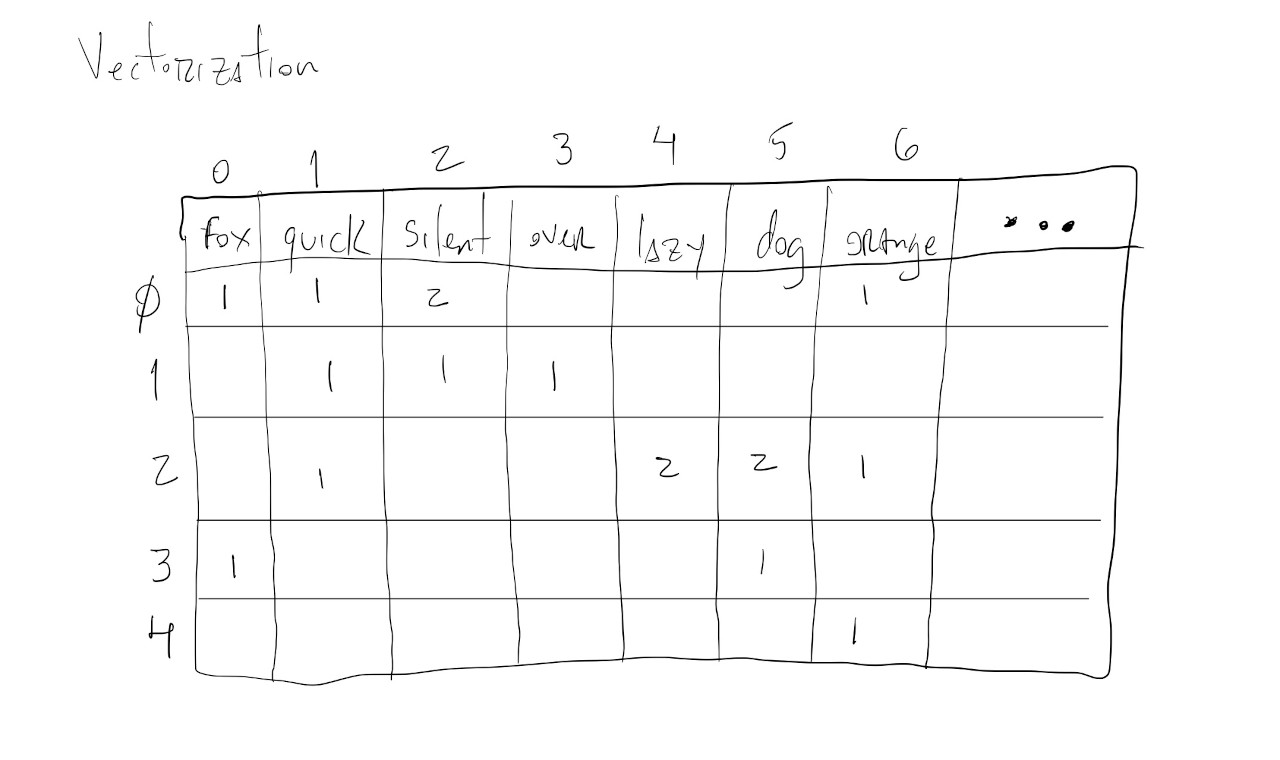 Vectorization
0 1 2 3 4 5 6
fox quick silent over lazy dog orange ...
0 1 1 2 1
1 1 1 1
2 1 2 2 1
3 1 1
4 1